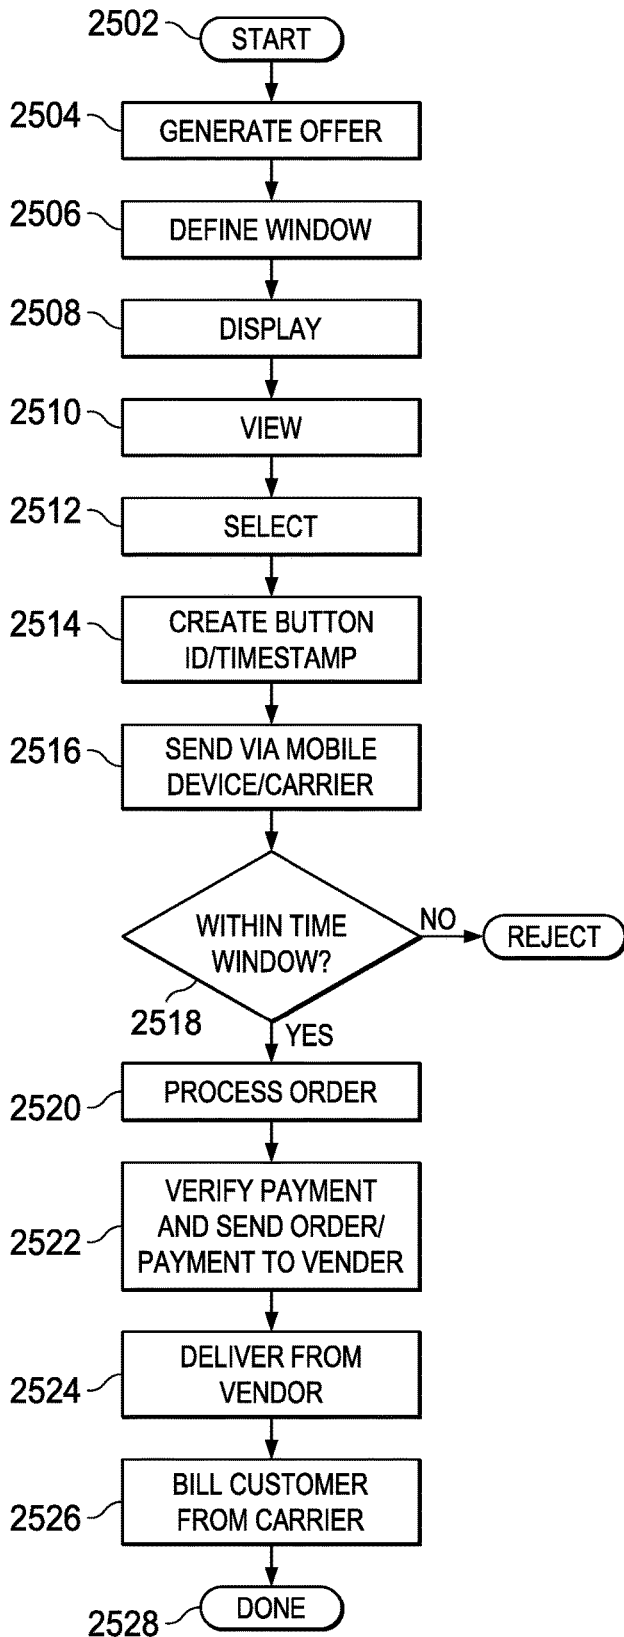 2502
START
2504
GENERATE OFFER
2506
DEFINE WINDOW
2508
DISPLAY
2510
VIEW
2512
SELECT
2514
CREATE BUTTON
ID/TIMESTAMP
2516
SEND VIA MOBILE
DEVICE/CARRIER
WITHIN TIME
WINDOW?
NO
REJECT
2518
YES
2520
PROCESS ORDER
2522
VERIFY PAYMENT
AND SEND ORDER/
PAYMENT TO VENDER
2524
DELIVER FROM
VENDOR
2526
BILL CUSTOMER
FROM CARRIER
2528
DONE